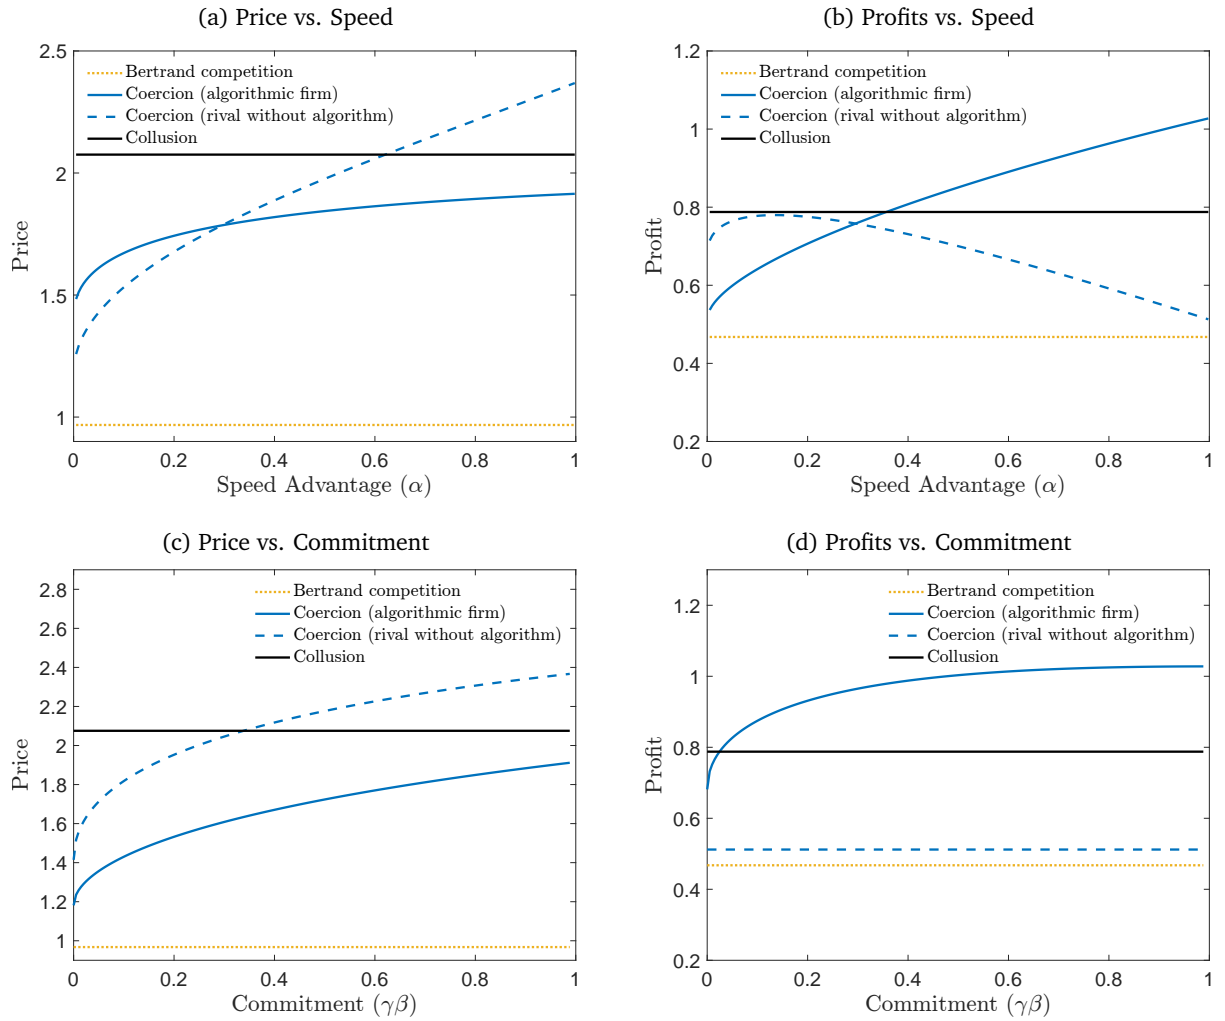 (a) Price vs. Speed
Bertrand competition
Coercion (algorithmic firm)
Coercion (rival without algorithm)
Collusion
2.5
2
1.5
1
Price
0 0.2 0.4 0.6 0.8 1
Speed Advantage (α)
(b) Profits vs. Speed
Bertrand competition
Coercion (algorithmic firm)
Coercion (rival without algorithm)
Collusion
1.2
1
0.8
0.6
0.4
0.2
Profit
0 0.2 0.4 0.6 0.8 1
Speed Advantage (α)
(c) Price vs. Commitment
Bertrand competition
Coercion (algorithmic firm)
Coercion (rival without algorithm)
Collusion
2.8
2.6
2.4
2.2
2
1.8
1.6
1.4
1.2
1
Price
0 0.2 0.4 0.6 0.8 1
Commitment (γβ)
(d) Profits vs. Commitment
Bertrand competition
Coercion (algorithmic firm)
Coercion (rival without algorithm)
Collusion
1.2
1
0.8
0.6
0.4
0.2
Profit
0 0.2 0.4 0.6 0.8 1
Commitment (γβ)